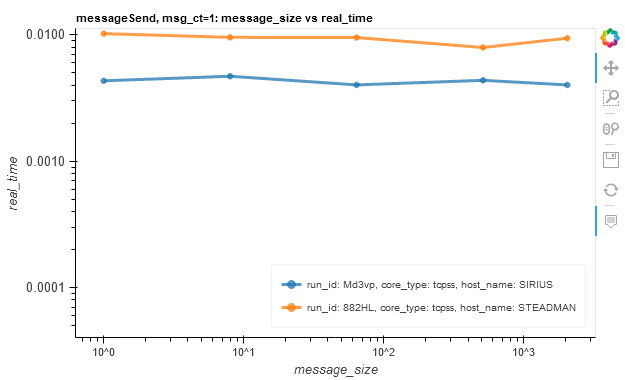 messageSend, msg_ct=1: message_size vs real_time
0.0100
0.0010
0.0001
real_time
run_id: Md3vp, core_type: tcpss, host_name: SIRIUS
run_id: 882HL, core_type: tcpss, host_name: STEADMAN
10^0
10^1
10^2
10^3
message_size